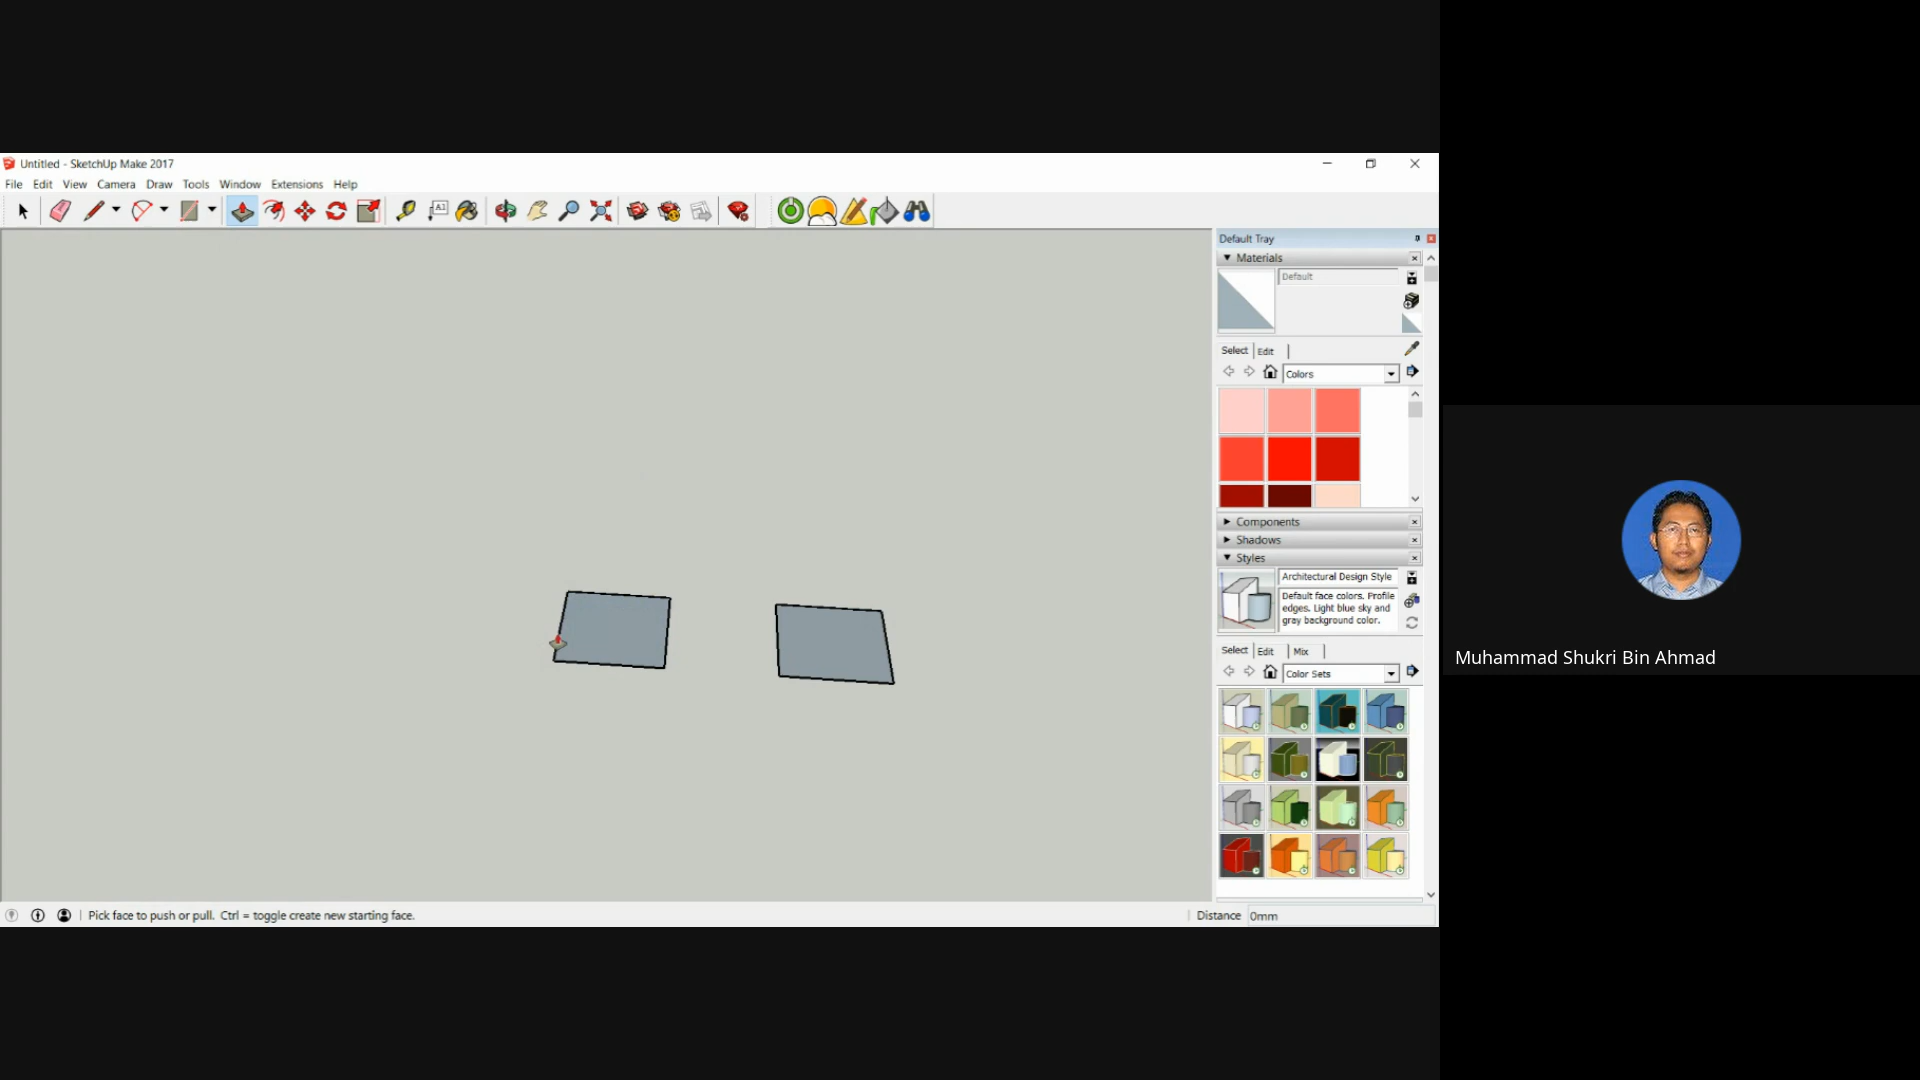 Untitled - SketchUp Make 2017
File Edit View Camera Draw Tools Window Extensions Help
A1
Default Tray
Materials
Default
Select Edit
Colors
Components
Shadows
Styles
Architectural Design Style
Default face colors. Profile
edges. Light blue sky and
gray background color.
Select Edit Mix
Color Sets
Pick face to push or pull. Ctrl = toggle create new starting face.
Distance 0mm
Muhammad Shukri Bin Ahmad